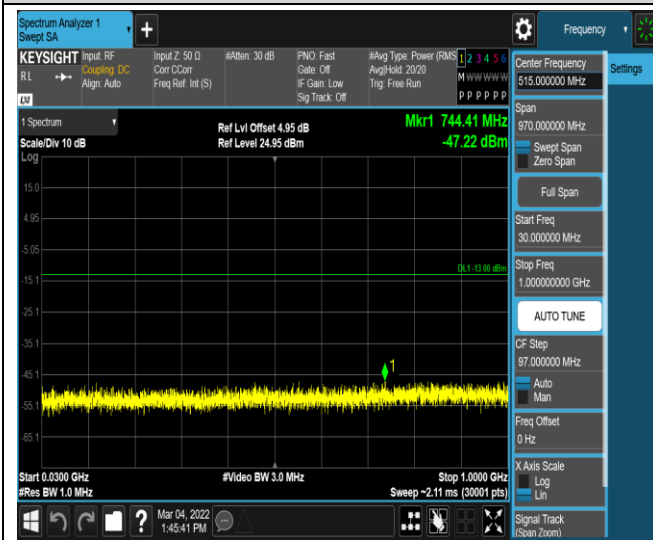 Spectrum Analyzer 1
Swept SA
+
Frequency
KEYSIGHT
RL
LXI
Input: RF
Coupling: DC
Align: Auto
Input Z: 50 Ω
Corr CCorr
Freq Ref: Int (S)
#Atten: 30 dB
PNO: Fast
Gate: Off
IF Gain: Low
Sig Track: Off
#Avg Type: Power (RMS
Avg|Hold: 20/20
Trig: Free Run
1 2 3 4 5 6
M W W W W W
P P P P P P
Center Frequency
515.000000 MHz
Settings
Span
970.000000 MHz
Swept Span
Zero Span
Full Span
Start Freq
30.000000 MHz
Stop Freq
1.000000000 GHz
AUTO TUNE
CF Step
97.000000 MHz
Auto
Man
Freq Offset
0 Hz
X Axis Scale
Log
Lin
Signal Track
(Span Zoom)
1 Spectrum
Scale/Div 10 dB
Log
Ref Lvl Offset 4.95 dB
Ref Level 24.95 dBm
Mkr1 744.41 MHz
-47.22 dBm
15.0
4.95
-5.05
DL1 -13.00 dBm
-15.1
-25.1
-35.1
-45.1
1
-55.1
-65.1
Start 0.0300 GHz
#Video BW 3.0 MHz
Stop 1.0000 GHz
#Res BW 1.0 MHz
Sweep ~2.11 ms (30001 pts)
?
Mar 04, 2022
1:45:41 PM